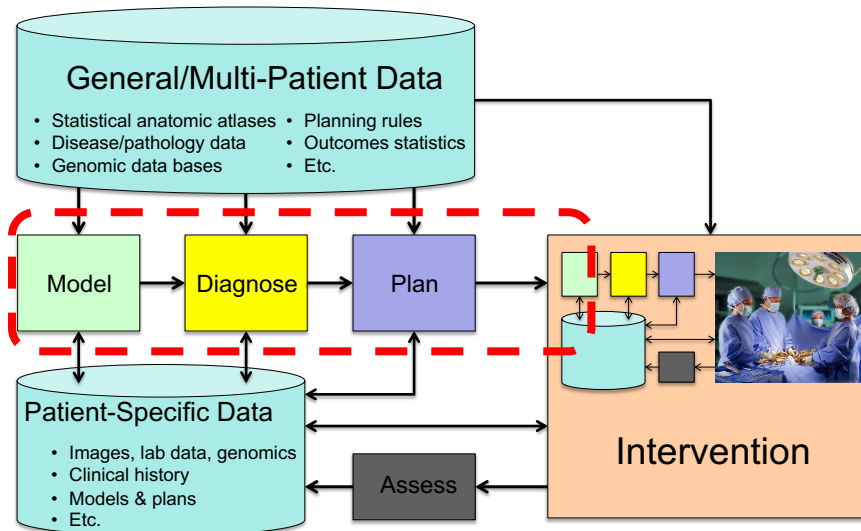 General/Multi-Patient Data
• Statistical anatomic atlases
• Disease/pathology data
• Genomic data bases
• Planning rules
• Outcomes statistics
• Etc.
Model
Diagnose
Plan
Patient-Specific Data
• Images, lab data, genomics
• Clinical history
• Models & plans
• Etc.
Assess
Intervention